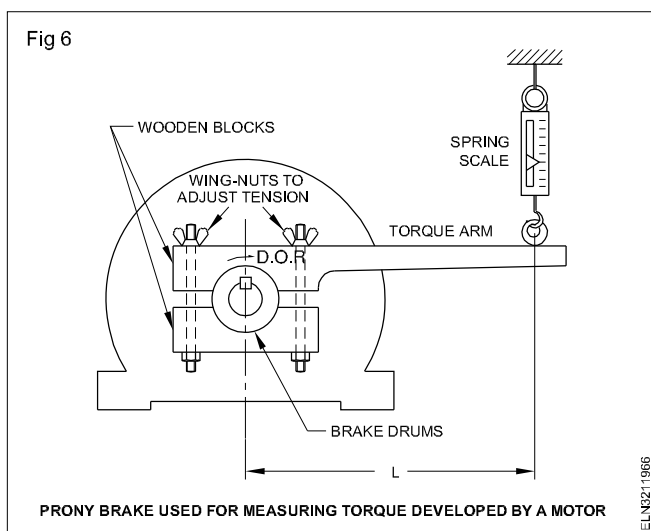 Fig 6
WOODEN BLOCKS
SPRING
SCALE
WING-NUTS TO
ADJUST TENSION
TORQUE ARM
D.O.R
BRAKE DRUMS
L
PRONY BRAKE USED FOR MEASURING TORQUE DEVELOPED BY A MOTOR
ELN3211966